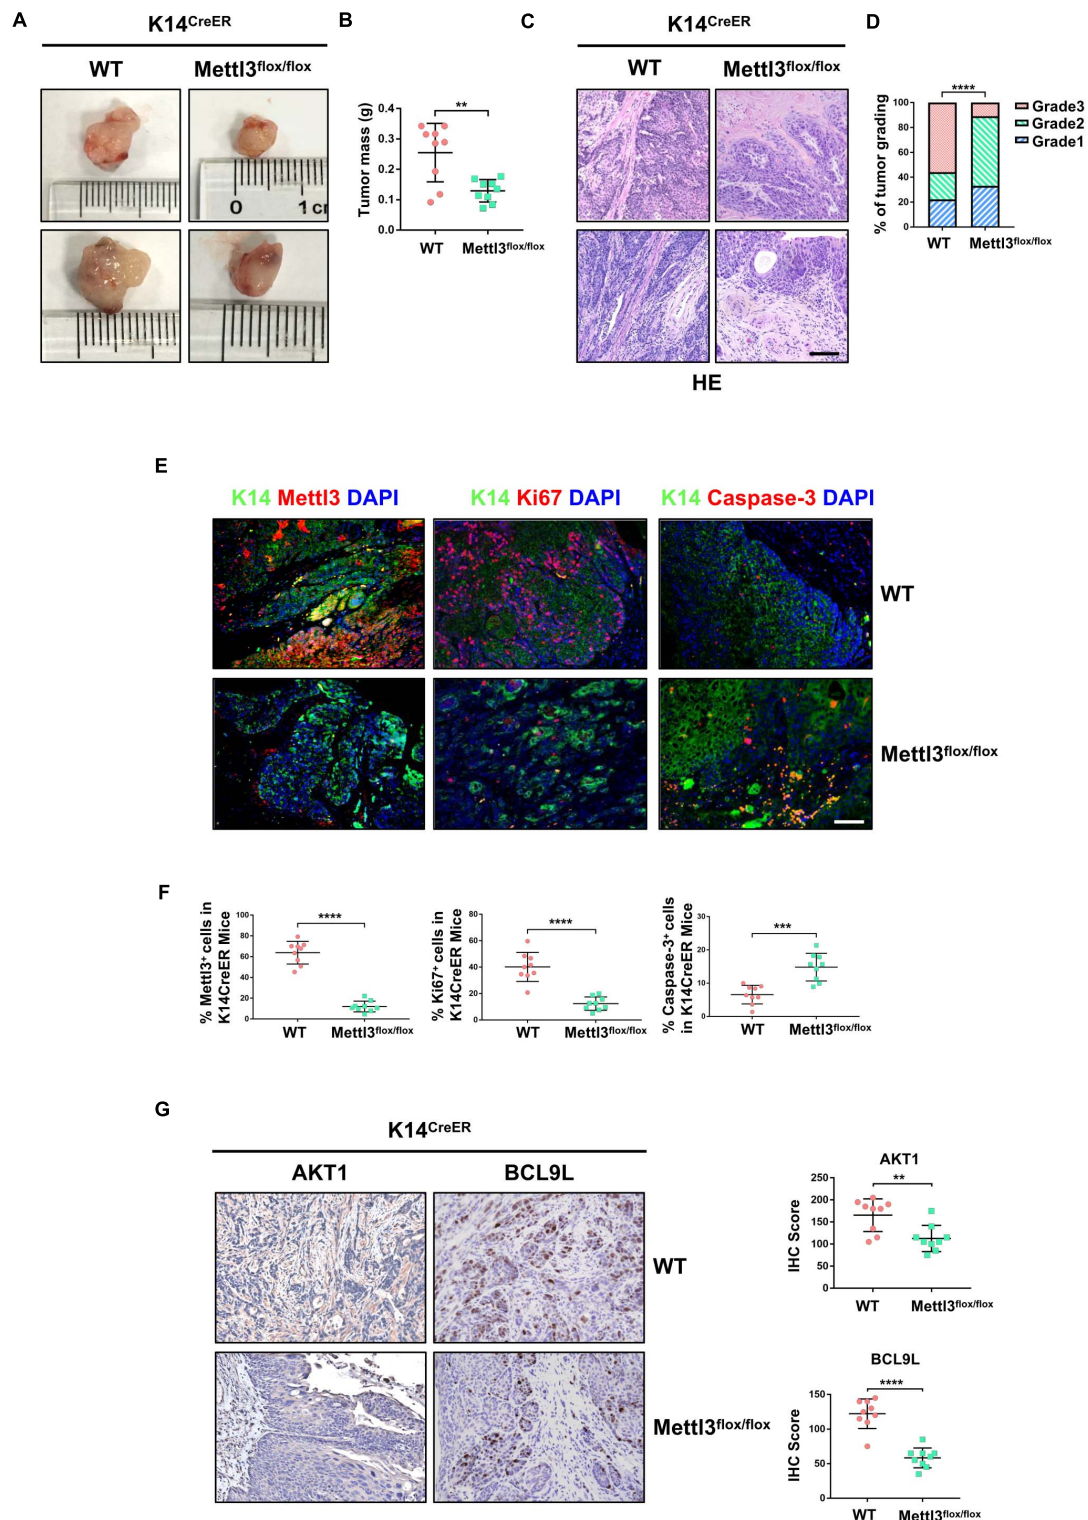 A
K14CreER
WT Mettl3flox/flox
0 1 cm
B
Tumor mass (g)
0.4
0.3
0.2
0.1
0.0
**
WT Mettl3flox/flox
C
K14CreER
WT Mettl3flox/flox
HE
D
% of tumor grading
100
80
60
40
20
0
****
WT Mettl3flox/flox
Grade3
Grade2
Grade1
E
K14 Mettl3 DAPI
K14 Ki67 DAPI
K14 Caspase-3 DAPI
WT
Mettl3flox/flox
F
% Mettl3+ cells in
K14CreER Mice
100
80
60
40
20
0
****
WT Mettl3flox/flox
% Ki67+ cells in
K14CreER Mice
80
60
40
20
0
****
WT Mettl3flox/flox
% Caspase-3+ cells
in K14CreER Mice
30
20
10
0
***
WT Mettl3flox/flox
G
K14CreER
AKT1 BCL9L
WT
Mettl3flox/flox
AKT1
IHC Score
250
200
150
100
50
0
**
WT Mettl3flox/flox
BCL9L
IHC Score
150
100
50
0
****
WT Mettl3flox/flox